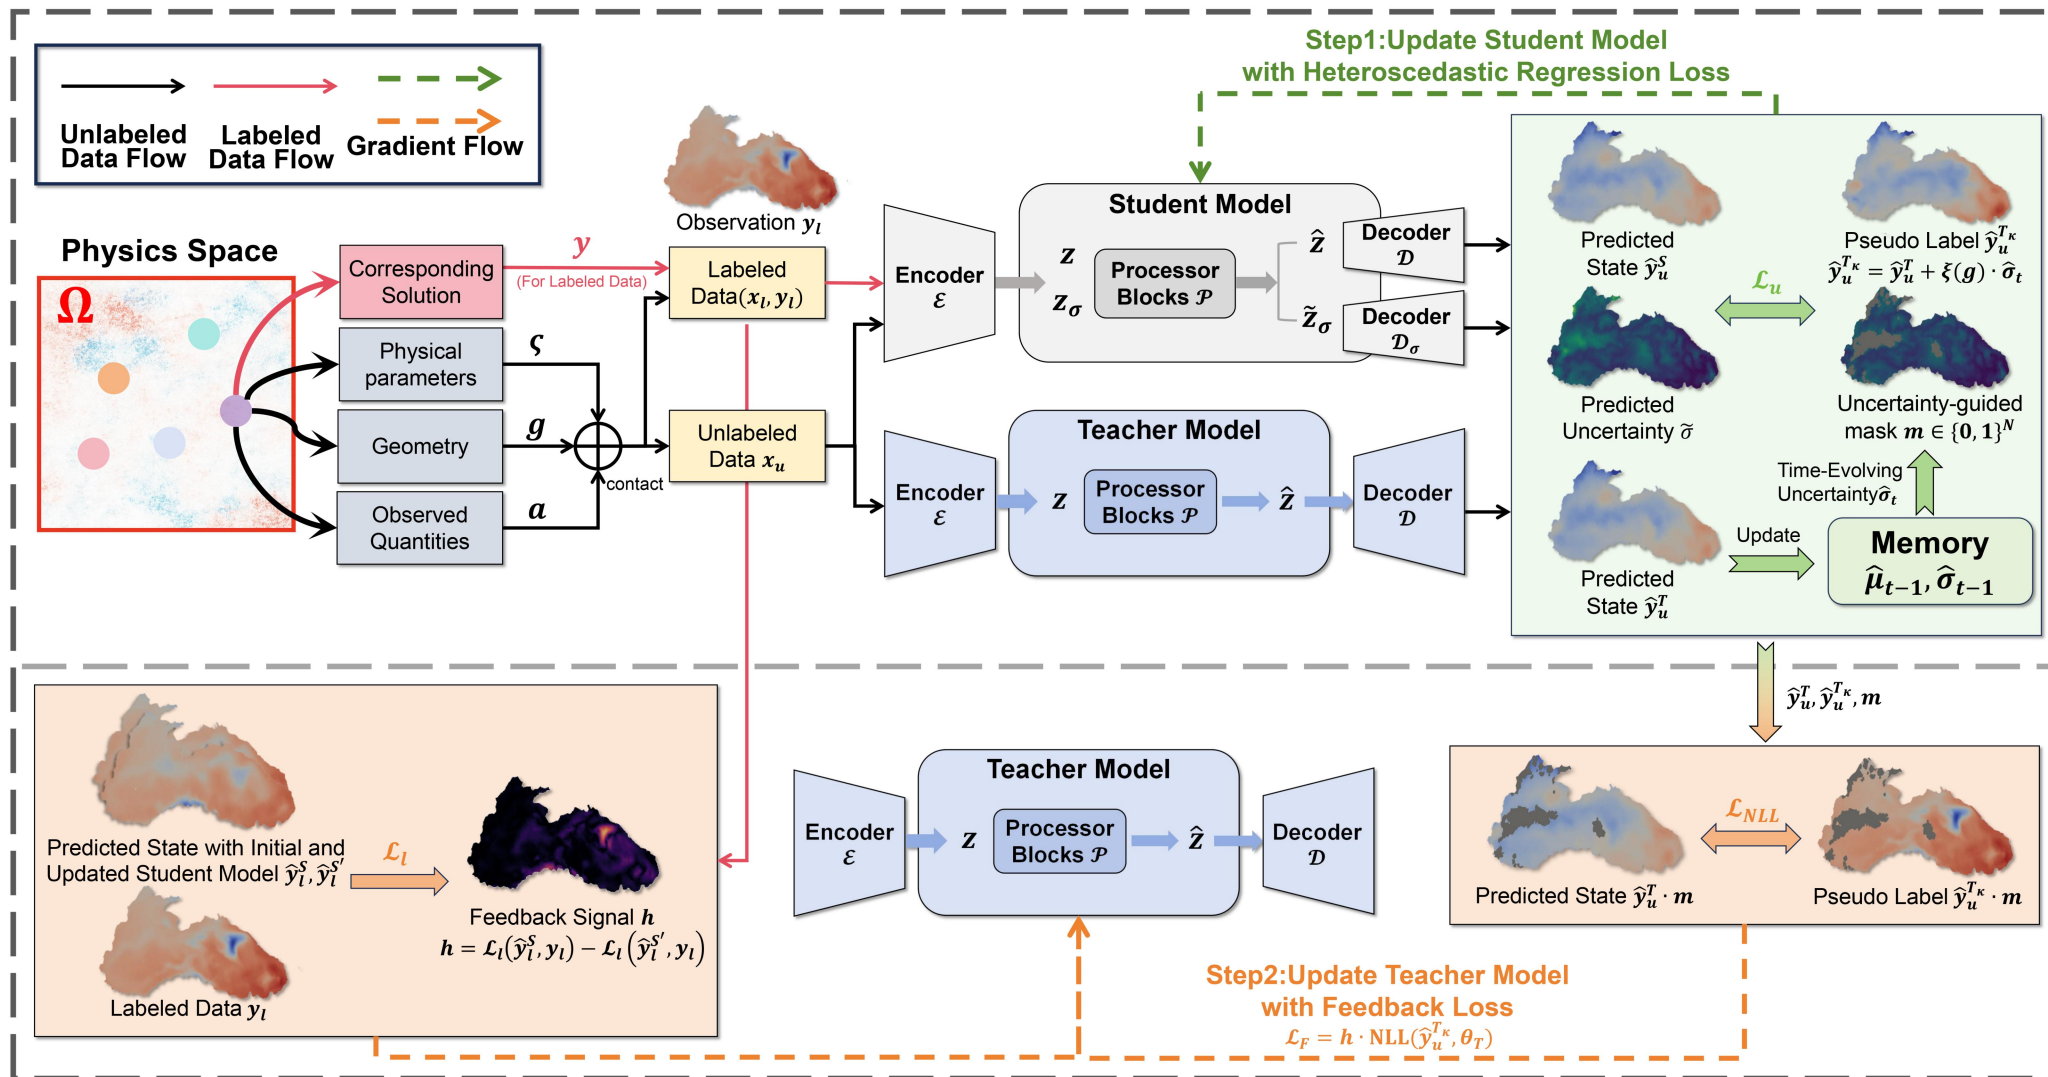 Unlabeled
Data Flow
Labeled
Data Flow
Gradient Flow
Step1:Update Student Model
with Heteroscedastic Regression Loss
Physics Space
Ω
Corresponding
Solution
Physical
parameters
Geometry
Observed
Quantities
y
(For Labeled Data)
ς
g
a
contact
Observation y_l
Labeled
Data(x_l, y_l)
Unlabeled
Data x_u
Encoder
ℰ
Student Model
z
z_σ
Processor
Blocks 𝒫
ẑ
z̃_σ
Decoder
𝒟
Decoder
𝒟_σ
Encoder
ℰ
Teacher Model
z
Processor
Blocks 𝒫
ẑ
Decoder
𝒟
Predicted
State ŷ_u^S
Pseudo Label ŷ_u^{T_κ}
ŷ_u^{T_κ} = ŷ_u^T + ξ(g) · σ̂_t
ℒ_u
Predicted
Uncertainty σ̃
Uncertainty-guided
mask m ∈ {0, 1}^N
Time-Evolving
Uncertainty σ̂_t
Update
Memory
μ̂_{t−1}, σ̂_{t−1}
Predicted
State ŷ_u^T
ŷ_u^T, ŷ_u^{T_κ}, m
Predicted State with Initial and
Updated Student Model ŷ_l^S, ŷ_l^{S′}
ℒ_l
Labeled Data y_l
Feedback Signal h
h = ℒ_l(ŷ_l^S, y_l) − ℒ_l(ŷ_l^{S′}, y_l)
Encoder
ℰ
Teacher Model
z
Processor
Blocks 𝒫
ẑ
Decoder
𝒟
ℒ_NLL
Predicted State ŷ_u^T · m
Pseudo Label ŷ_u^{T_κ} · m
Step2:Update Teacher Model
with Feedback Loss
ℒ_F = h · NLL(ŷ_u^{T_κ}, θ_T)